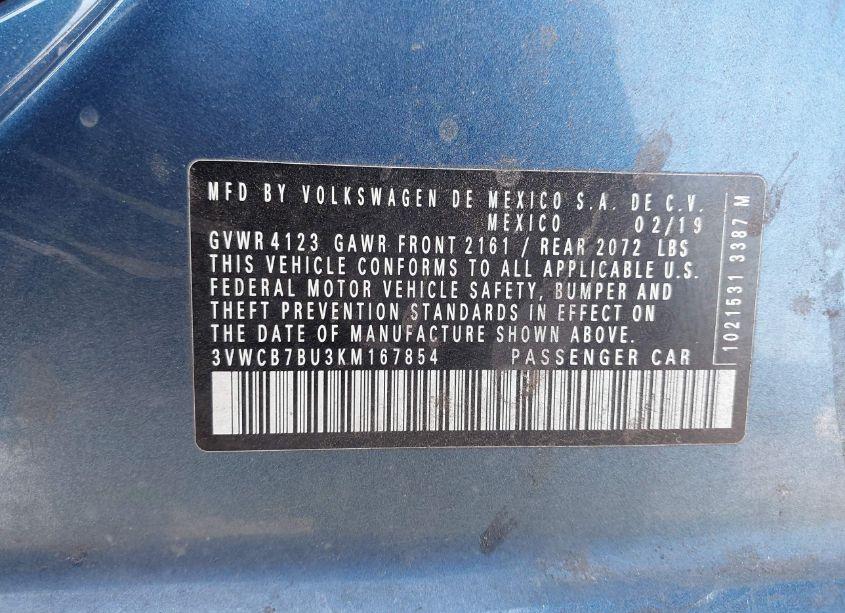 MFD BY VOLKSWAGEN DE MEXICO S.A. DE C.V.
MEXICO 02/19
GVWR 4123 GAWR FRONT 2161 / REAR 2072 LBS
THIS VEHICLE CONFORMS TO ALL APPLICABLE U.S.
FEDERAL MOTOR VEHICLE SAFETY, BUMPER AND
THEFT PREVENTION STANDARDS IN EFFECT ON
THE DATE OF MANUFACTURE SHOWN ABOVE.
3VWCB7BU3KM167854 PASSENGER CAR
1021531 3387 M